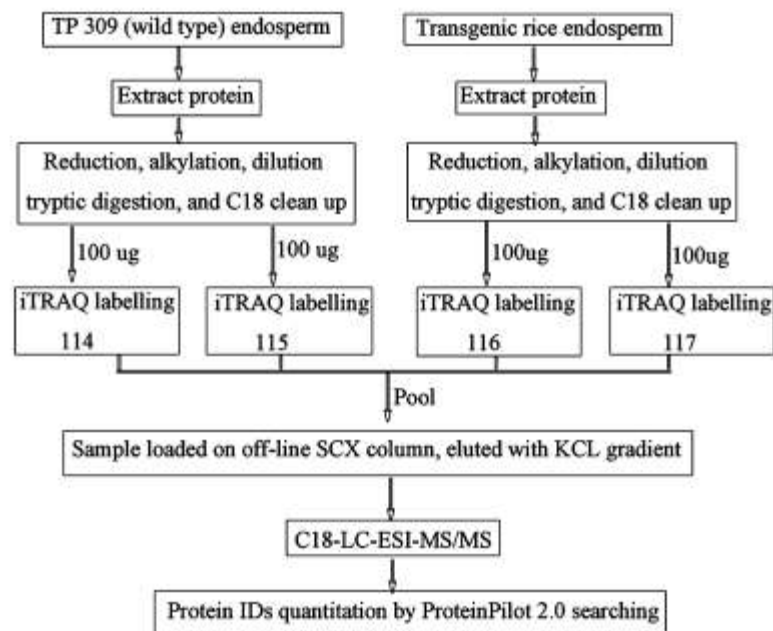 TP 309 (wild type) endosperm
Transgenic rice endosperm
Extract protein
Extract protein
Reduction, alkylation, dilution
tryptic digestion, and C18 clean up
Reduction, alkylation, dilution
tryptic digestion, and C18 clean up
100 ug
100 ug
100ug
100ug
iTRAQ labelling
114
iTRAQ labelling
115
iTRAQ labelling
116
iTRAQ labelling
117
Pool
Sample loaded on off-line SCX column, eluted with KCL gradient
C18-LC-ESI-MS/MS
Protein IDs quantitation by ProteinPilot 2.0 searching